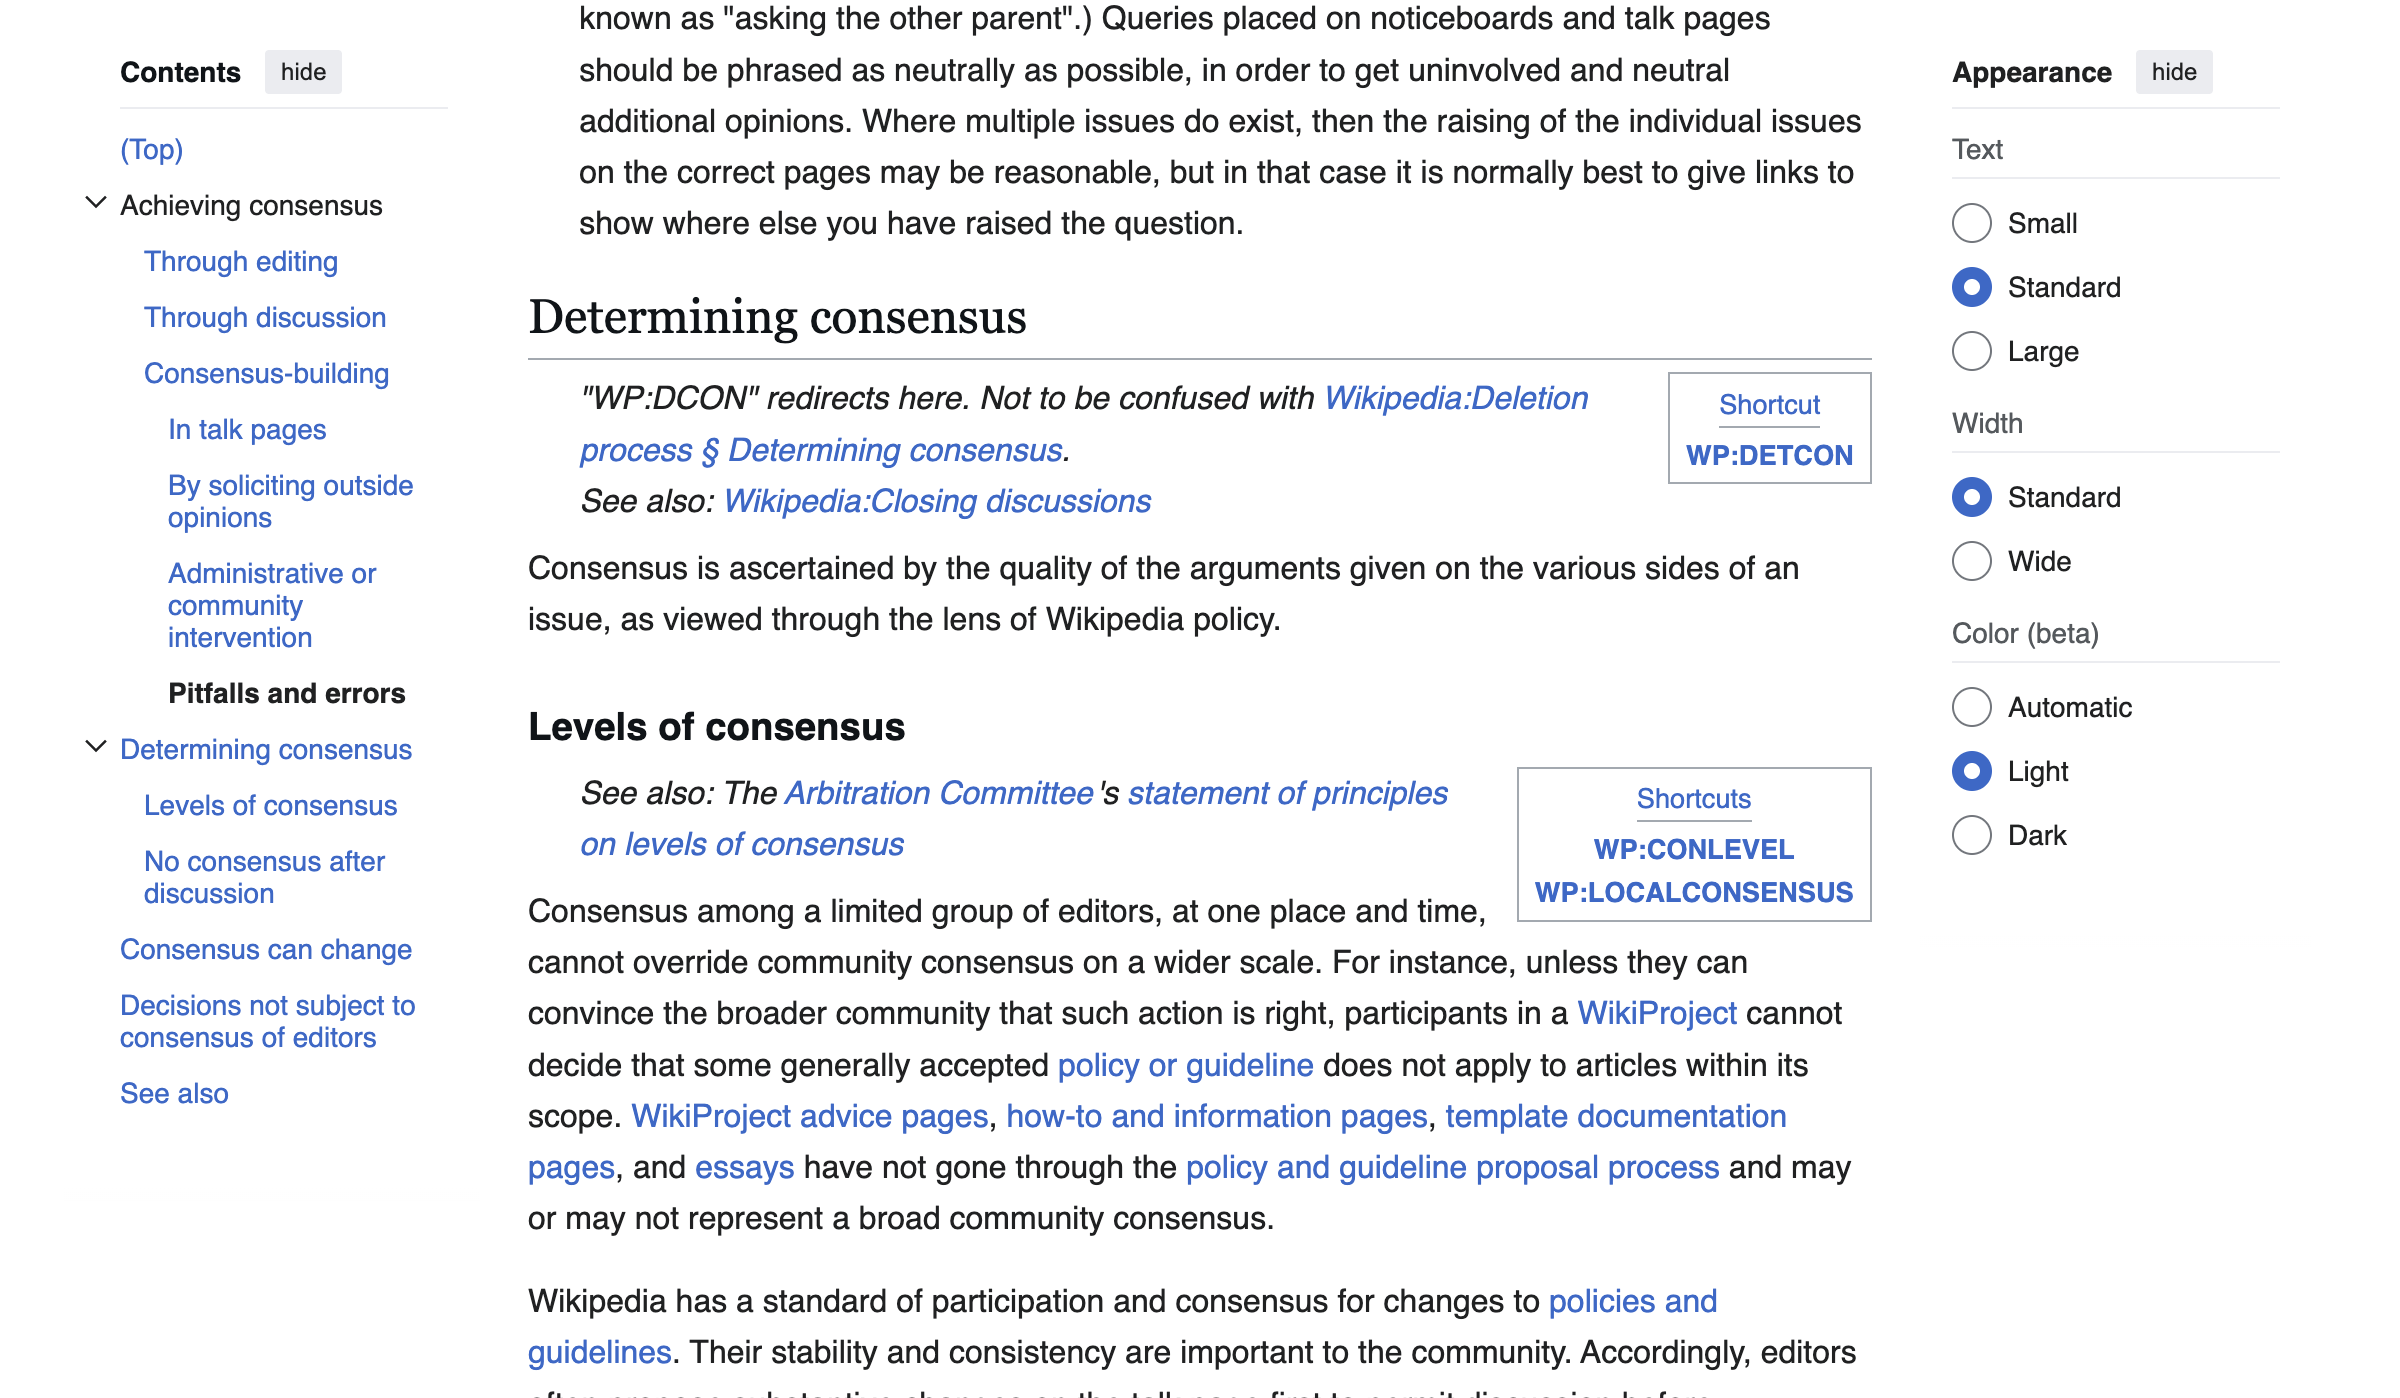 Contents hide
(Top)
Achieving consensus
Through editing
Through discussion
Consensus-building
In talk pages
By soliciting outside
opinions
Administrative or
community
intervention
Pitfalls and errors
Determining consensus
Levels of consensus
No consensus after
discussion
Consensus can change
Decisions not subject to
consensus of editors
See also
known as "asking the other parent".) Queries placed on noticeboards and talk pages
should be phrased as neutrally as possible, in order to get uninvolved and neutral
additional opinions. Where multiple issues do exist, then the raising of the individual issues
on the correct pages may be reasonable, but in that case it is normally best to give links to
show where else you have raised the question.
Determining consensus
"WP:DCON" redirects here. Not to be confused with Wikipedia:Deletion
process § Determining consensus.
See also: Wikipedia:Closing discussions
Shortcut
WP:DETCON
Consensus is ascertained by the quality of the arguments given on the various sides of an
issue, as viewed through the lens of Wikipedia policy.
Levels of consensus
See also: The Arbitration Committee's statement of principles
on levels of consensus
Shortcuts
WP:CONLEVEL
WP:LOCALCONSENSUS
Consensus among a limited group of editors, at one place and time,
cannot override community consensus on a wider scale. For instance, unless they can
convince the broader community that such action is right, participants in a WikiProject cannot
decide that some generally accepted policy or guideline does not apply to articles within its
scope. WikiProject advice pages, how-to and information pages, template documentation
pages, and essays have not gone through the policy and guideline proposal process and may
or may not represent a broad community consensus.
Wikipedia has a standard of participation and consensus for changes to policies and
guidelines. Their stability and consistency are important to the community. Accordingly, editors
Appearance hide
Text
Small
Standard
Large
Width
Standard
Wide
Color (beta)
Automatic
Light
Dark